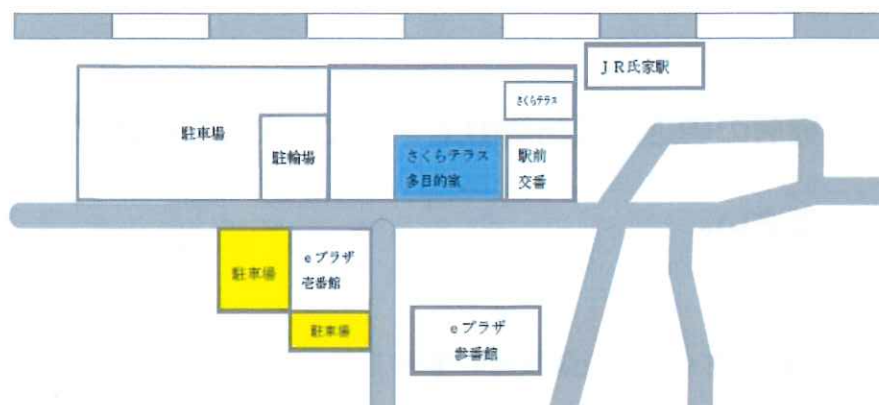 JR氏家駅
さくらテラス
駐車場
駐輪場
さくらテラス
多目的室
駅前
交番
駐車場
eプラザ
壱番館
駐車場
eプラザ
参番館